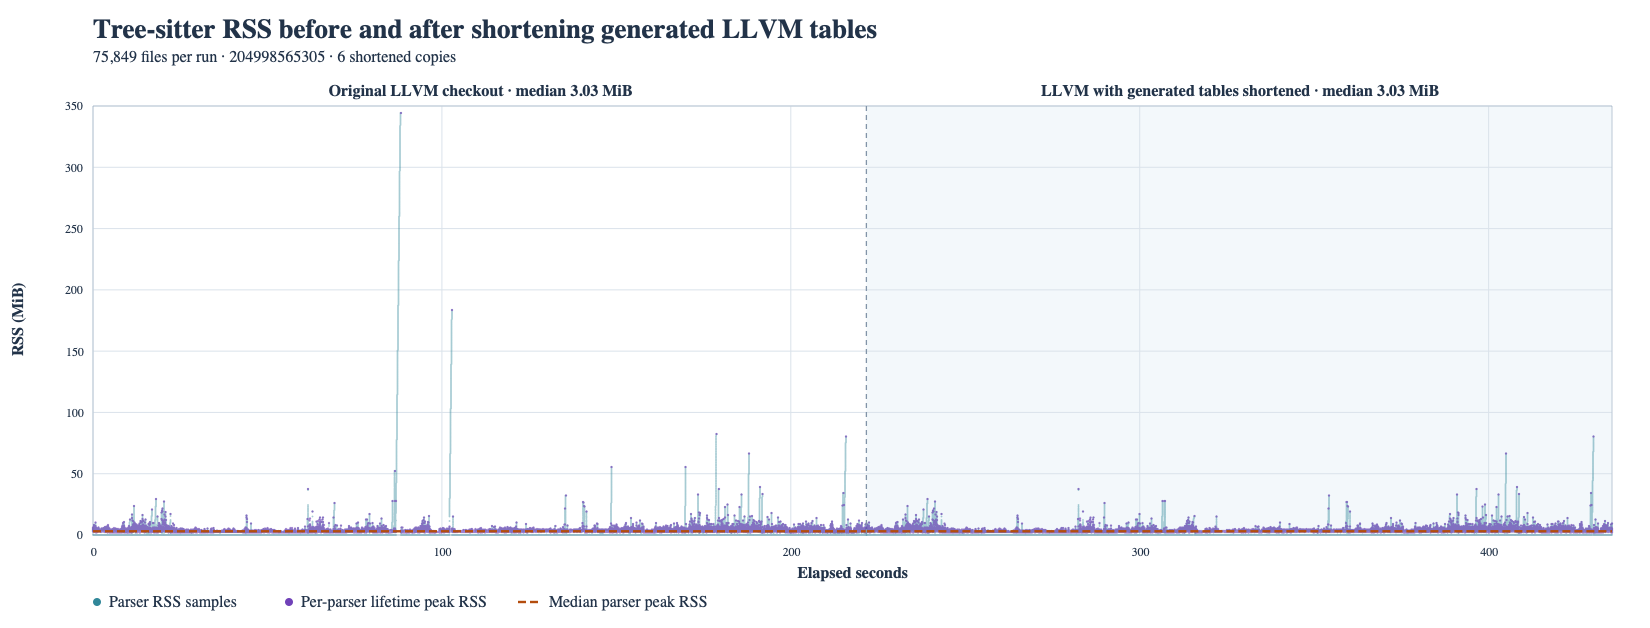 Tree-sitter RSS before and after shortening generated LLVM tables
75,849 files per run · 204998565305 · 6 shortened copies
Original LLVM checkout · median 3.03 MiB
LLVM with generated tables shortened · median 3.03 MiB
350
300
250
200
150
100
50
0
RSS (MiB)
0
100
200
300
400
Elapsed seconds
Parser RSS samples
Per-parser lifetime peak RSS
Median parser peak RSS